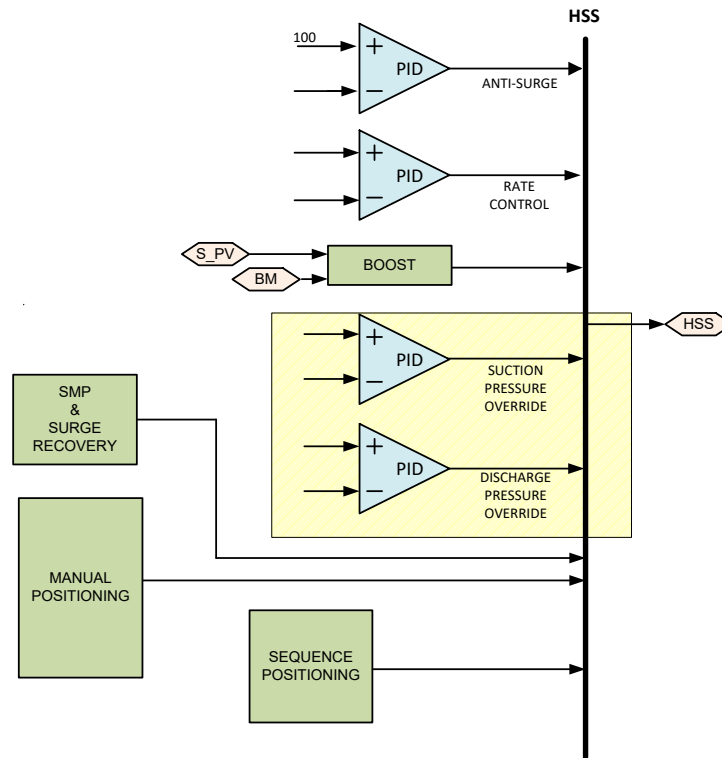 HSS
100
+
PID
−
ANTI-SURGE
+
PID
−
RATE
CONTROL
S_PV
BM
BOOST
HSS
+
PID
−
SUCTION
PRESSURE
OVERRIDE
SMP
&
SURGE
RECOVERY
+
PID
−
DISCHARGE
PRESSURE
OVERRIDE
MANUAL
POSITIONING
SEQUENCE
POSITIONING